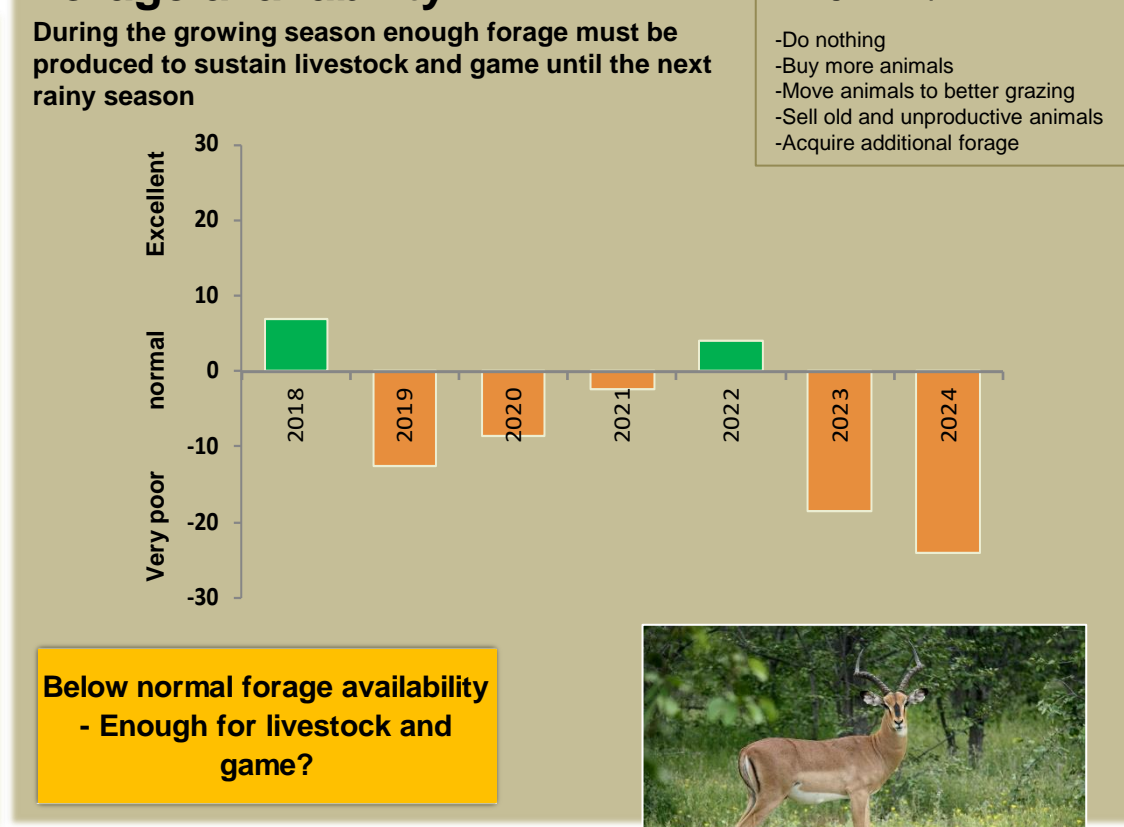 During the growing season enough forage must be
produced to sustain livestock and game until the next
rainy season
-Do nothing
-Buy more animals
-Move animals to better grazing
-Sell old and unproductive animals
-Acquire additional forage
Excellent
normal
Very poor
30
20
10
0
-10
-20
-30
2018
2019
2020
2021
2022
2023
2024
Below normal forage availability
- Enough for livestock and
game?